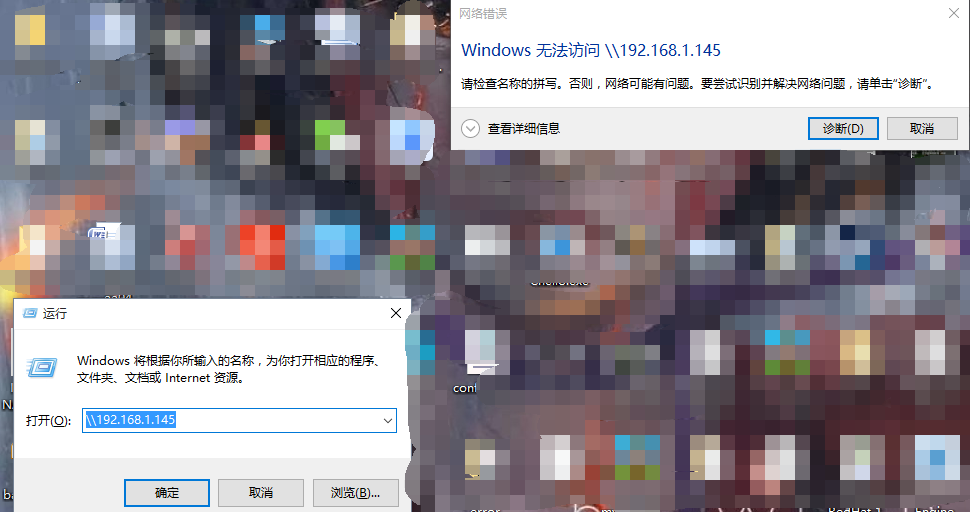 网络错误
Windows 无法访问 \\192.168.1.145
请检查名称的拼写。否则，网络可能有问题。要尝试识别并解决网络问题，请单击“诊断”。
查看详细信息
诊断(D)
取消
运行
Windows 将根据你所输入的名称，为你打开相应的程序、
文件夹、文档或 Internet 资源。
打开(O):
\\192.168.1.145
确定
取消
浏览(B)...